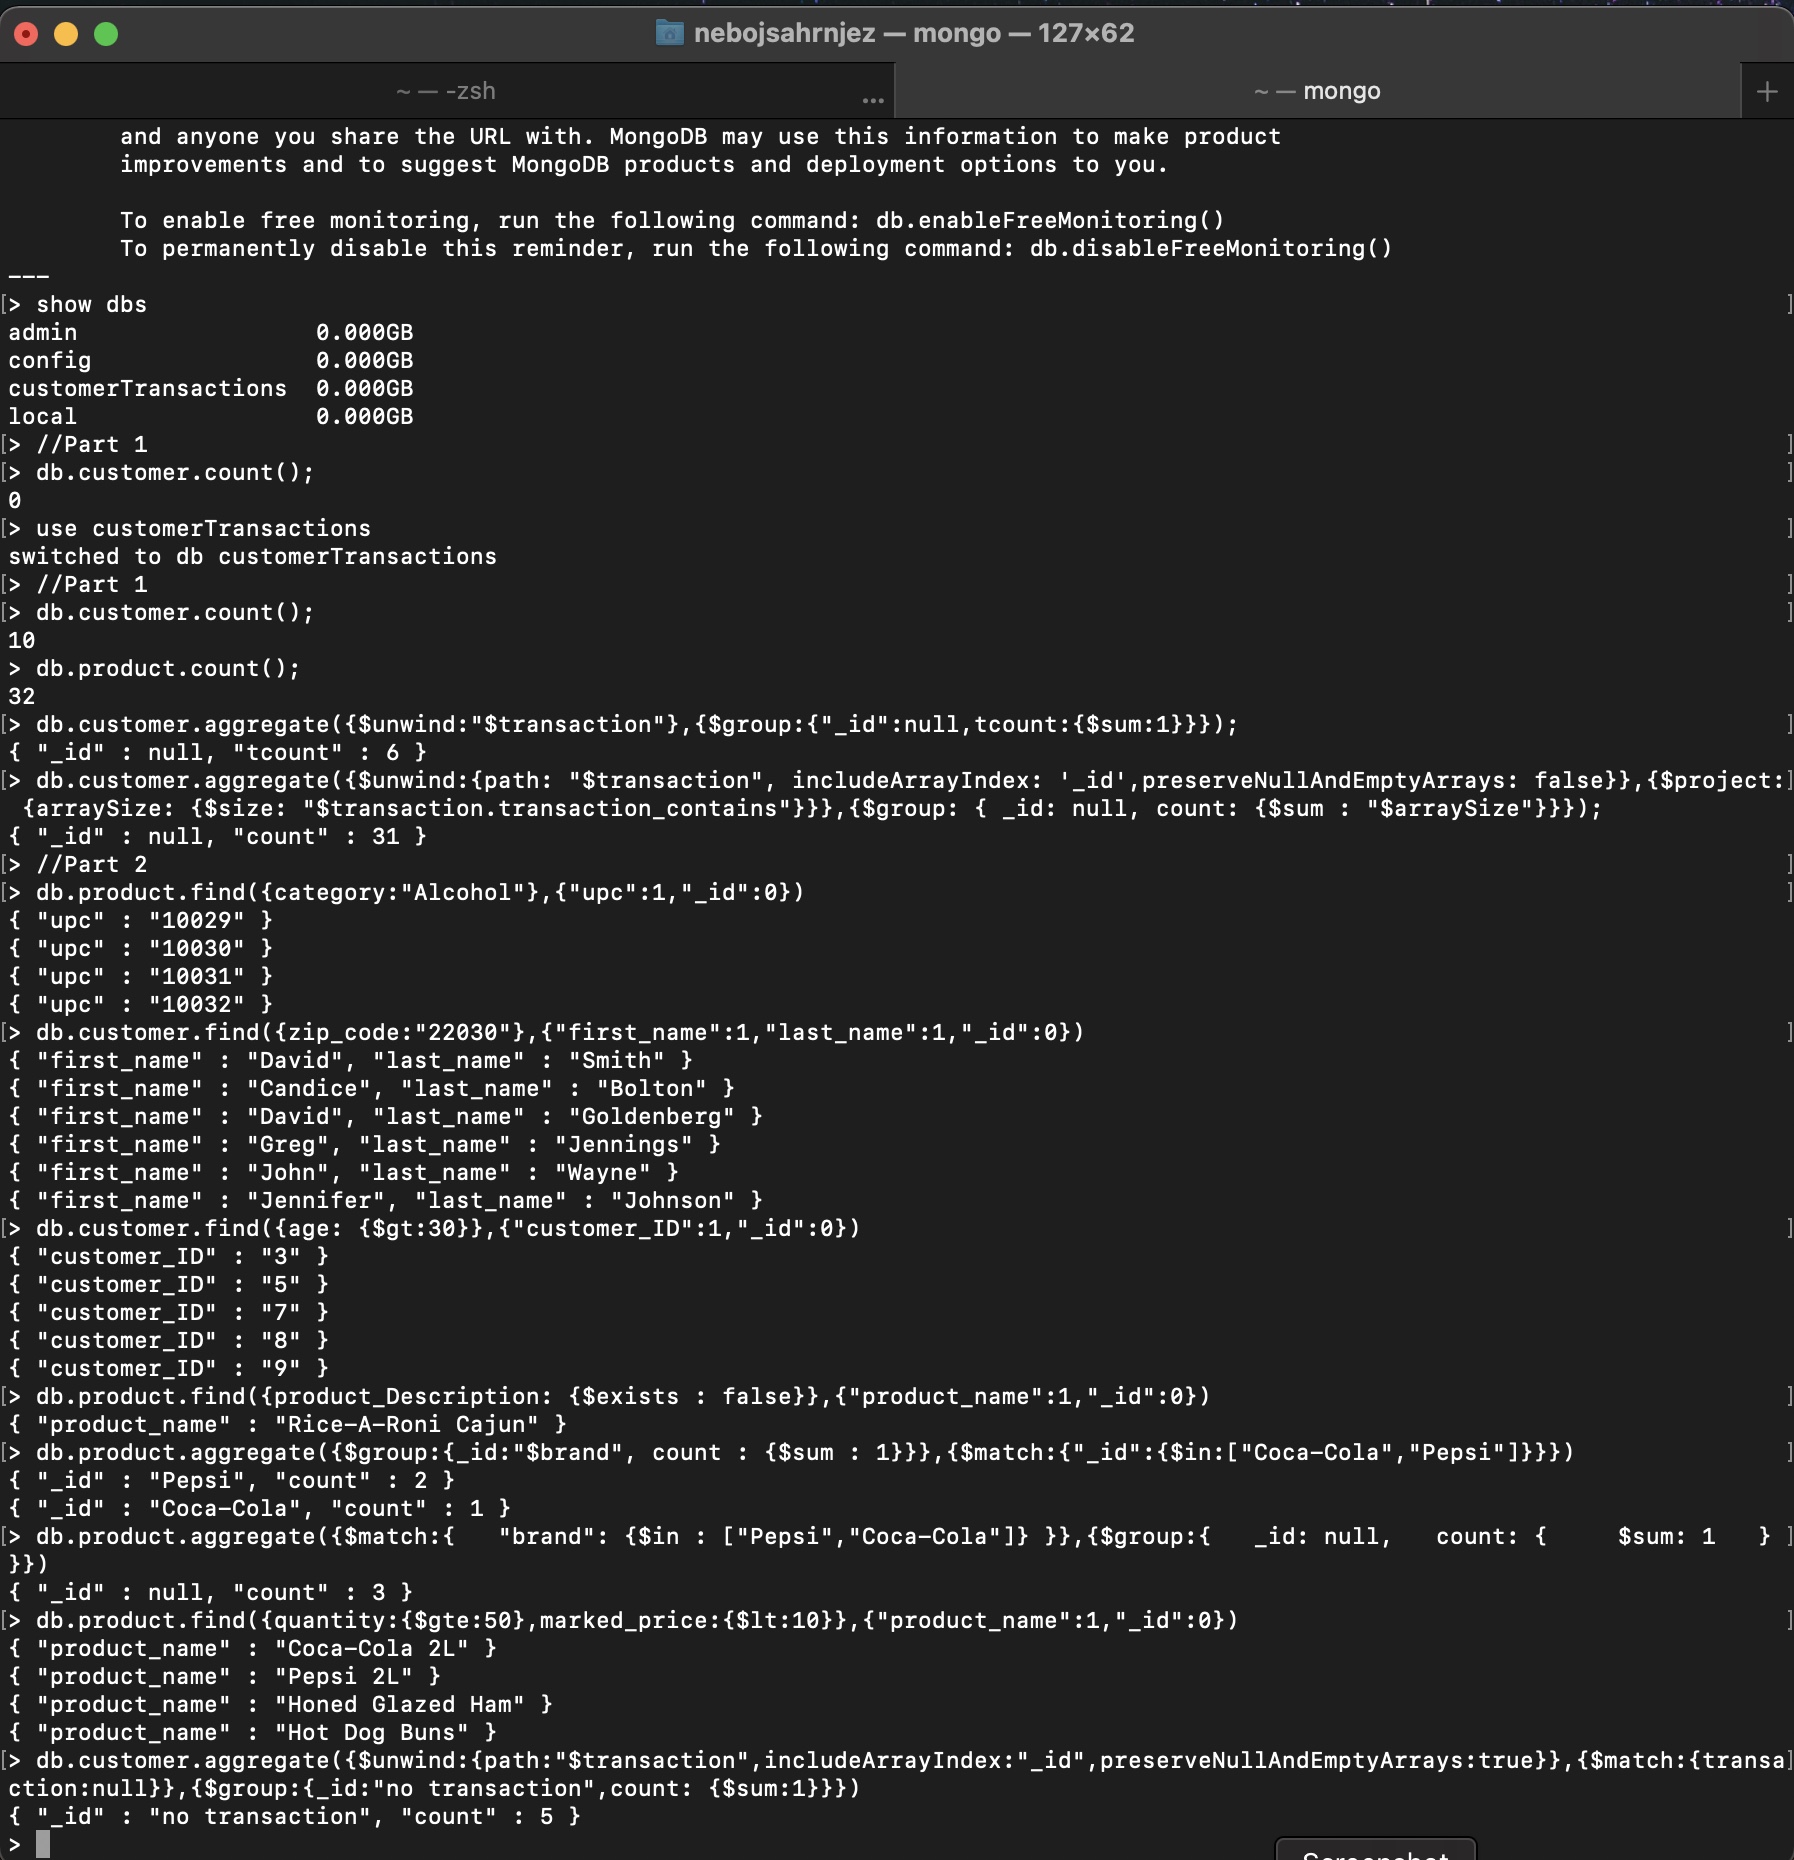 nebojsahrnjez — mongo — 127×62
~ — -zsh ... ~ — mongo +
and anyone you share the URL with. MongoDB may use this information to make product
improvements and to suggest MongoDB products and deployment options to you.
To enable free monitoring, run the following command: db.enableFreeMonitoring()
To permanently disable this reminder, run the following command: db.disableFreeMonitoring()
---
[> show dbs ]
admin 0.000GB
config 0.000GB
customerTransactions 0.000GB
local 0.000GB
[> //Part 1 ]
[> db.customer.count(); ]
0
[> use customerTransactions ]
switched to db customerTransactions
[> //Part 1 ]
[> db.customer.count(); ]
10
> db.product.count();
32
[> db.customer.aggregate({$unwind:"$transaction"},{$group:{"_id":null,tcount:{$sum:1}}}); ]
{ "_id" : null, "tcount" : 6 }
[> db.customer.aggregate({$unwind:{path: "$transaction", includeArrayIndex: '_id',preserveNullAndEmptyArrays: false}},{$project:]
{arraySize: {$size: "$transaction.transaction_contains"}}},{$group: { _id: null, count: {$sum : "$arraySize"}}});
{ "_id" : null, "count" : 31 }
[> //Part 2 ]
[> db.product.find({category:"Alcohol"},{"upc":1,"_id":0}) ]
{ "upc" : "10029" }
{ "upc" : "10030" }
{ "upc" : "10031" }
{ "upc" : "10032" }
[> db.customer.find({zip_code:"22030"},{"first_name":1,"last_name":1,"_id":0}) ]
{ "first_name" : "David", "last_name" : "Smith" }
{ "first_name" : "Candice", "last_name" : "Bolton" }
{ "first_name" : "David", "last_name" : "Goldenberg" }
{ "first_name" : "Greg", "last_name" : "Jennings" }
{ "first_name" : "John", "last_name" : "Wayne" }
{ "first_name" : "Jennifer", "last_name" : "Johnson" }
[> db.customer.find({age: {$gt:30}},{"customer_ID":1,"_id":0}) ]
{ "customer_ID" : "3" }
{ "customer_ID" : "5" }
{ "customer_ID" : "7" }
{ "customer_ID" : "8" }
{ "customer_ID" : "9" }
[> db.product.find({product_Description: {$exists : false}},{"product_name":1,"_id":0}) ]
{ "product_name" : "Rice-A-Roni Cajun" }
[> db.product.aggregate({$group:{_id:"$brand", count : {$sum : 1}}},{$match:{"_id":{$in:["Coca-Cola","Pepsi"]}}}) ]
{ "_id" : "Pepsi", "count" : 2 }
{ "_id" : "Coca-Cola", "count" : 1 }
[> db.product.aggregate({$match:{   "brand": {$in : ["Pepsi","Coca-Cola"]} }},{$group:{   _id: null,   count: {     $sum: 1   } ]
}})
{ "_id" : null, "count" : 3 }
[> db.product.find({quantity:{$gte:50},marked_price:{$lt:10}},{"product_name":1,"_id":0}) ]
{ "product_name" : "Coca-Cola 2L" }
{ "product_name" : "Pepsi 2L" }
{ "product_name" : "Honed Glazed Ham" }
{ "product_name" : "Hot Dog Buns" }
[> db.customer.aggregate({$unwind:{path:"$transaction",includeArrayIndex:"_id",preserveNullAndEmptyArrays:true}},{$match:{transa]
ction:null}},{$group:{_id:"no transaction",count: {$sum:1}}})
{ "_id" : "no transaction", "count" : 5 }
>
Screenshot